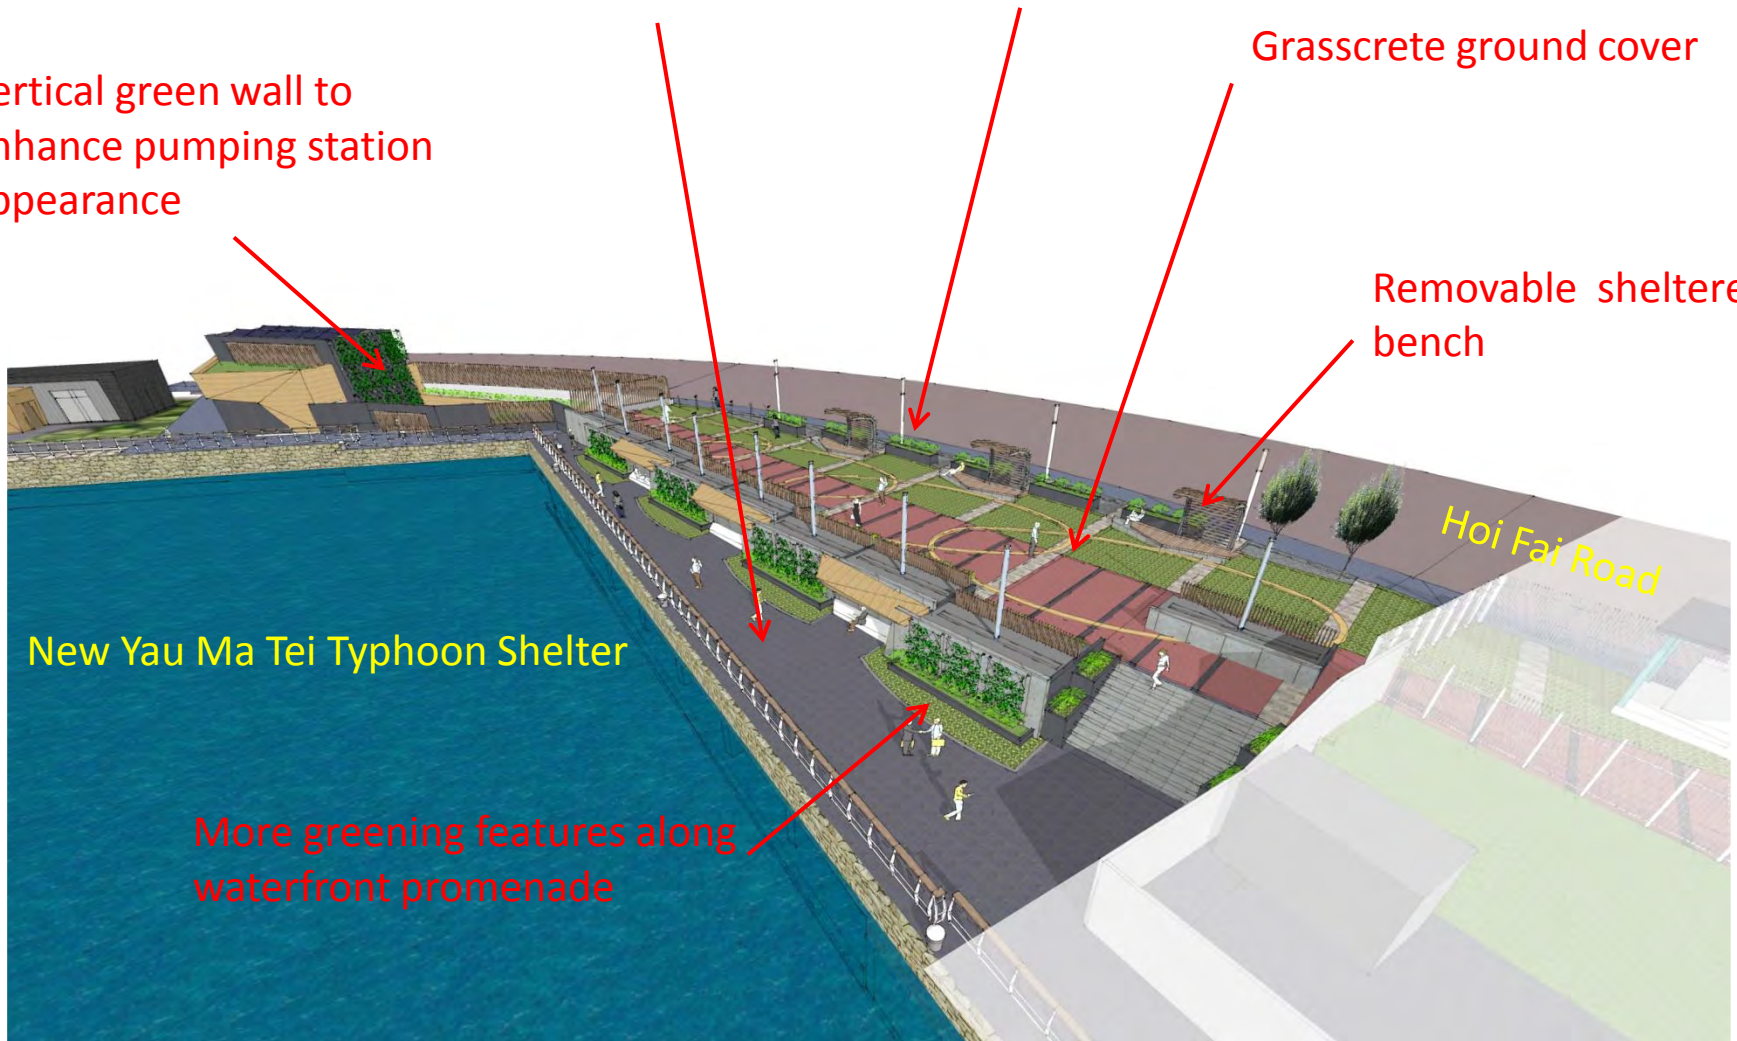 Grasscrete ground cover
ertical green wall to
nhance pumping station
ppearance
Removable sheltere
bench
Hoi Fai Road
New Yau Ma Tei Typhoon Shelter
More greening features along
waterfront promenade